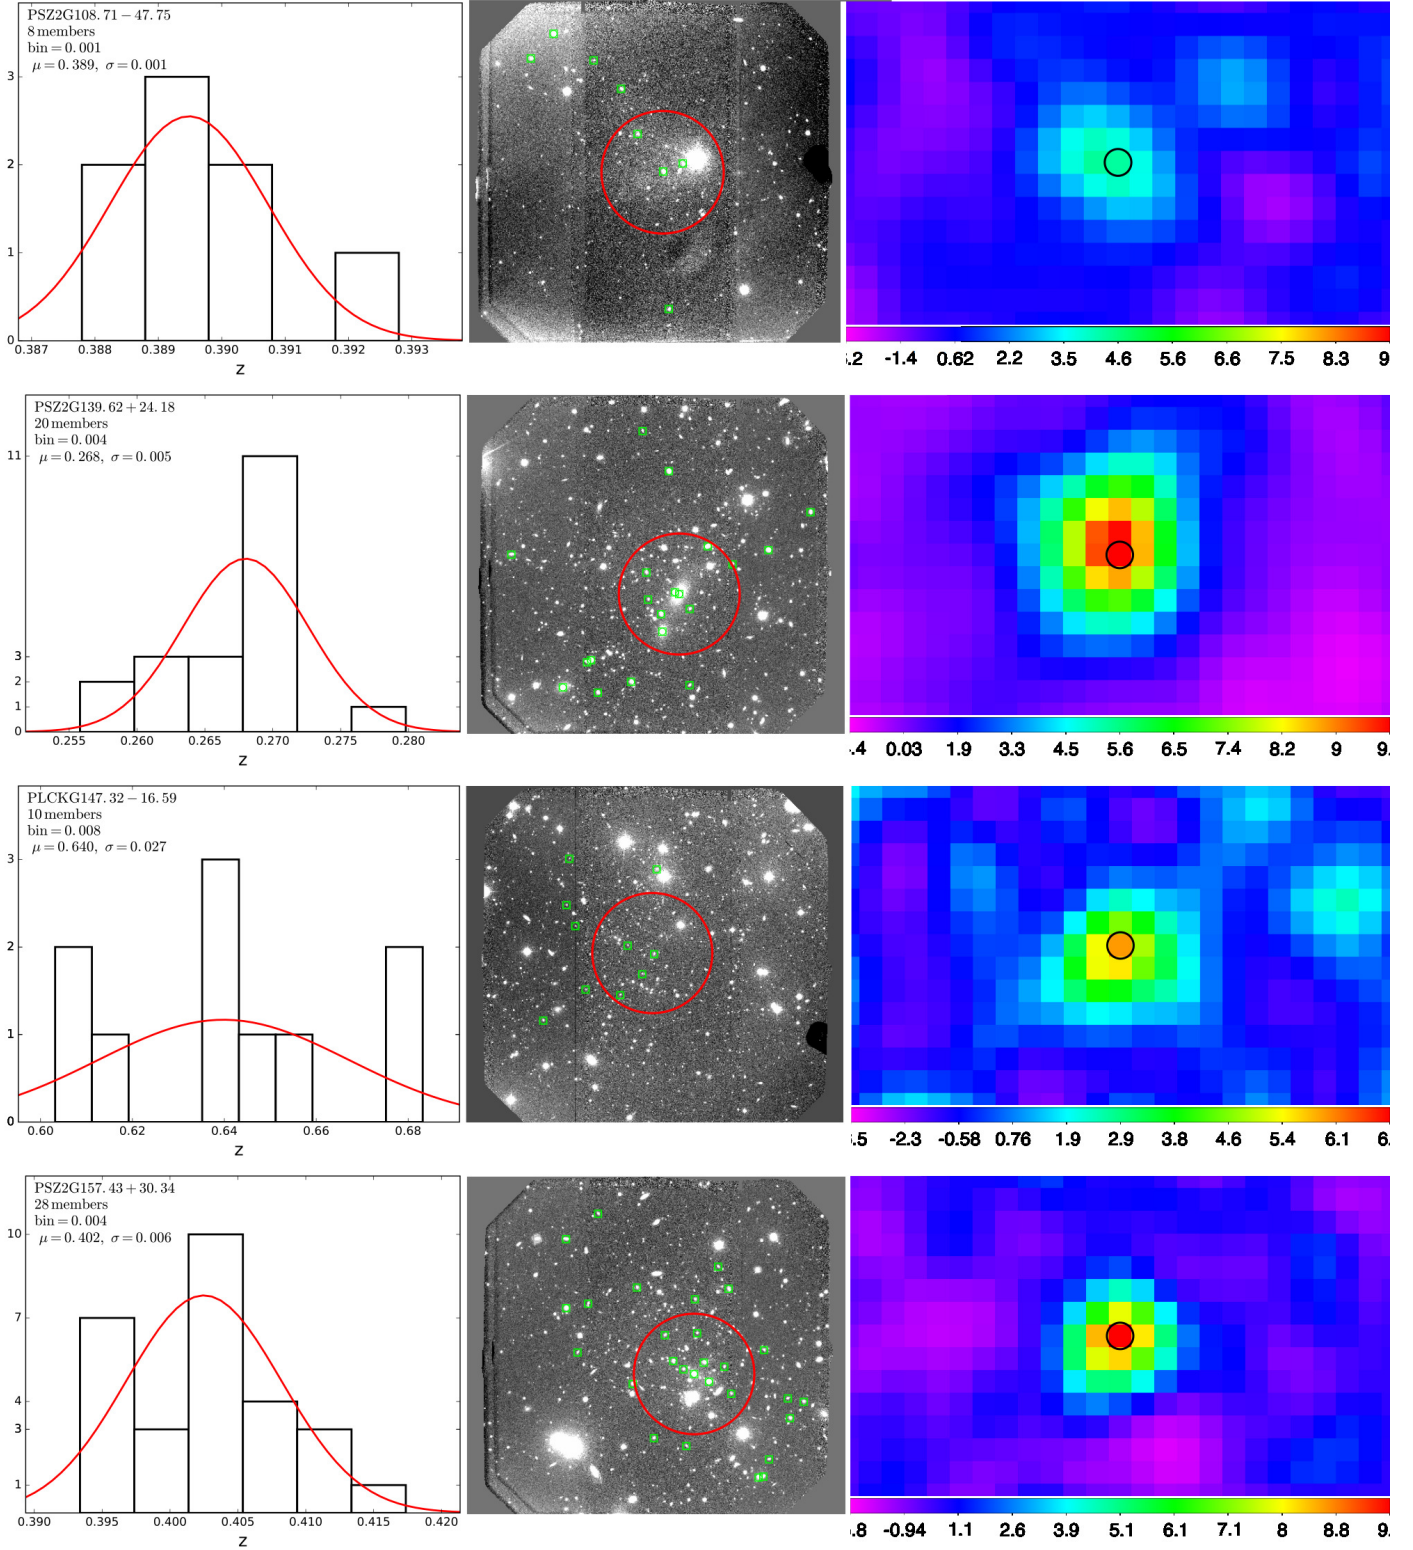 PSZ2G108.71−47.75
8 members
bin = 0.001
μ = 0.389, σ = 0.001
3
2
1
0
0.387 0.388 0.389 0.390 0.391 0.392 0.393
z
.2 -1.4 0.62 2.2 3.5 4.6 5.6 6.6 7.5 8.3 9
PSZ2G139.62+24.18
20 members
bin = 0.004
μ = 0.268, σ = 0.005
11
3
2
1
0
0.255 0.260 0.265 0.270 0.275 0.280
z
.4 0.03 1.9 3.3 4.5 5.6 6.5 7.4 8.2 9 9.
PLCKG147.32−16.59
10 members
bin = 0.008
μ = 0.640, σ = 0.027
3
2
1
0
0.60 0.62 0.64 0.66 0.68
z
.5 -2.3 -0.58 0.76 1.9 2.9 3.8 4.6 5.4 6.1 6.
PSZ2G157.43+30.34
28 members
bin = 0.004
μ = 0.402, σ = 0.006
10
7
4
3
1
0.390 0.395 0.400 0.405 0.410 0.415 0.420
z
.8 -0.94 1.1 2.6 3.9 5.1 6.1 7.1 8 8.8 9.